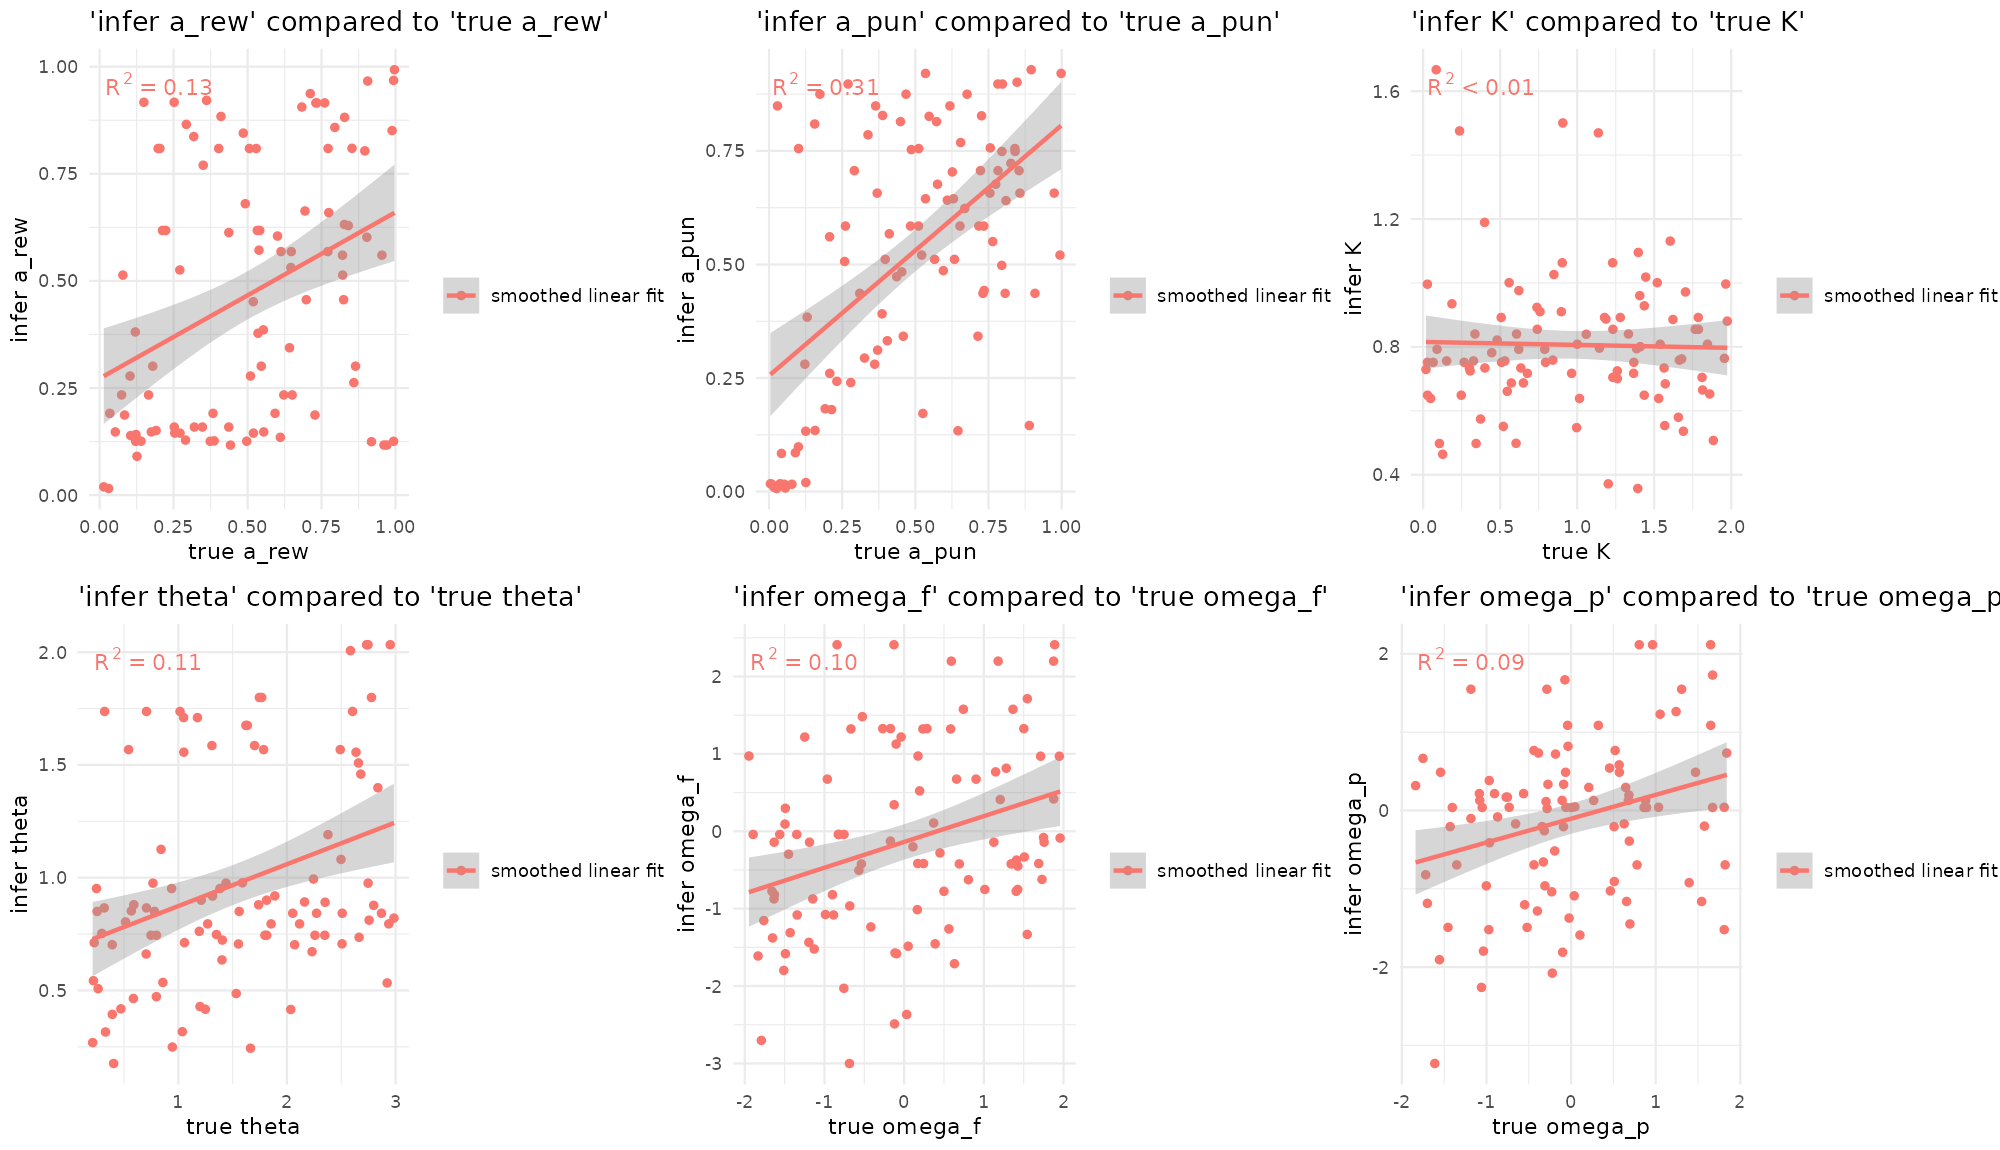 'infer a_rew' compared to 'true a_rew'
R2 = 0.13
1.00
0.75
0.50
0.25
0.00
infer a_rew
0.00 0.25 0.50 0.75 1.00
true a_rew
smoothed linear fit
'infer a_pun' compared to 'true a_pun'
R2 = 0.31
0.75
0.50
0.25
0.00
infer a_pun
0.00 0.25 0.50 0.75 1.00
true a_pun
smoothed linear fit
'infer K' compared to 'true K'
R2 < 0.01
1.6
1.2
0.8
0.4
infer K
0.0 0.5 1.0 1.5 2.0
true K
smoothed linear fit
'infer theta' compared to 'true theta'
R2 = 0.11
2.0
1.5
1.0
0.5
infer theta
1 2 3
true theta
smoothed linear fit
'infer omega_f' compared to 'true omega_f'
R2 = 0.10
2
1
0
-1
-2
-3
infer omega_f
-2 -1 0 1 2
true omega_f
smoothed linear fit
'infer omega_p' compared to 'true omega_p
R2 = 0.09
2
0
-2
infer omega_p
-2 -1 0 1 2
true omega_p
smoothed linear fit